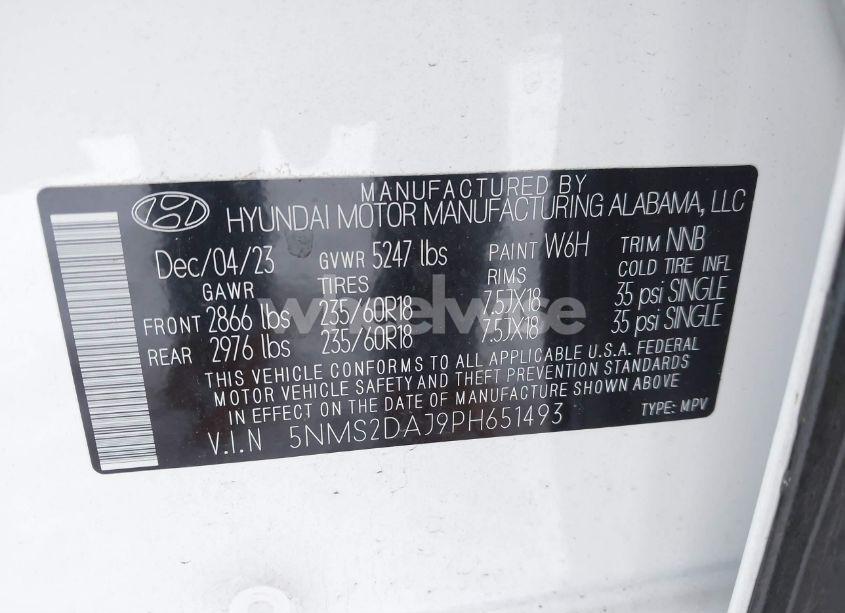 MANUFACTURED BY
HYUNDAI MOTOR MANUFACTURING ALABAMA, LLC
Dec/04/23 GVWR 5247 lbs PAINT W6H TRIM NNB
GAWR TIRES RIMS COLD TIRE INFL
FRONT 2866 lbs 235/60R18 7.5JX18 35 psi SINGLE
REAR 2976 lbs 235/60R18 7.5JX18 35 psi SINGLE
THIS VEHICLE CONFORMS TO ALL APPLICABLE U.S.A. FEDERAL
MOTOR VEHICLE SAFETY AND THEFT PREVENTION STANDARDS
IN EFFECT ON THE DATE OF MANUFACTURE SHOWN ABOVE
V.I.N 5NMS2DAJ9PH651493 TYPE: MPV